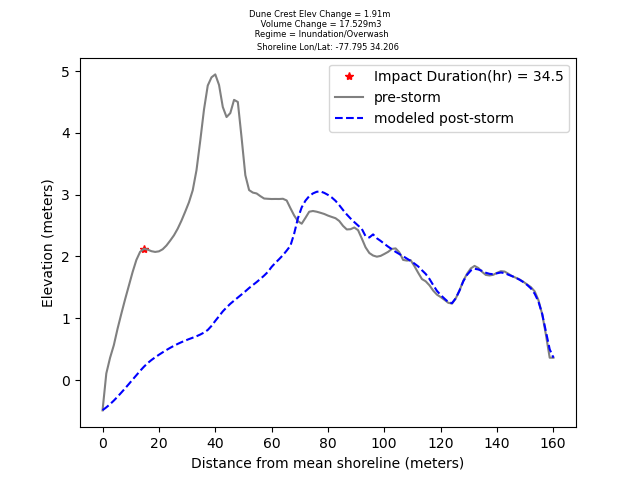 Dune Crest Elev Change = 1.91m
Volume Change = 17.529m3
Regime = Inundation/Overwash
Shoreline Lon/Lat: -77.795 34.206
Impact Duration(hr) = 34.5
pre-storm
modeled post-storm
Elevation (meters)
5
4
3
2
1
0
0 20 40 60 80 100 120 140 160
Distance from mean shoreline (meters)